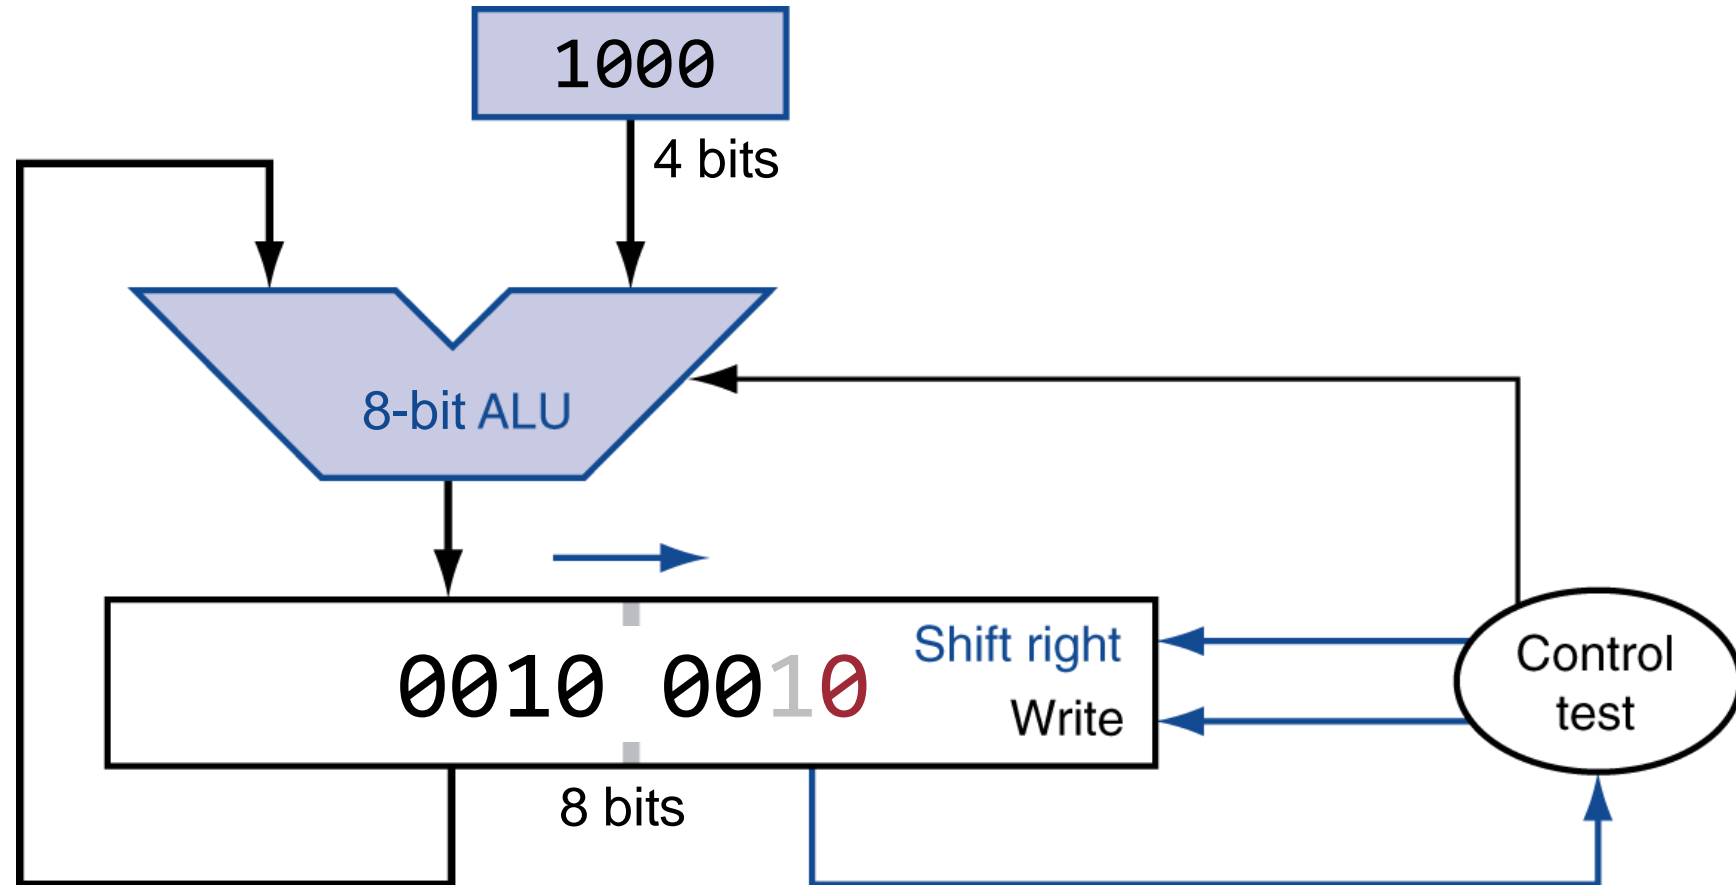 1000
4 bits
8-bit ALU
0010 0010
Shift right
Write
Control
test
8 bits